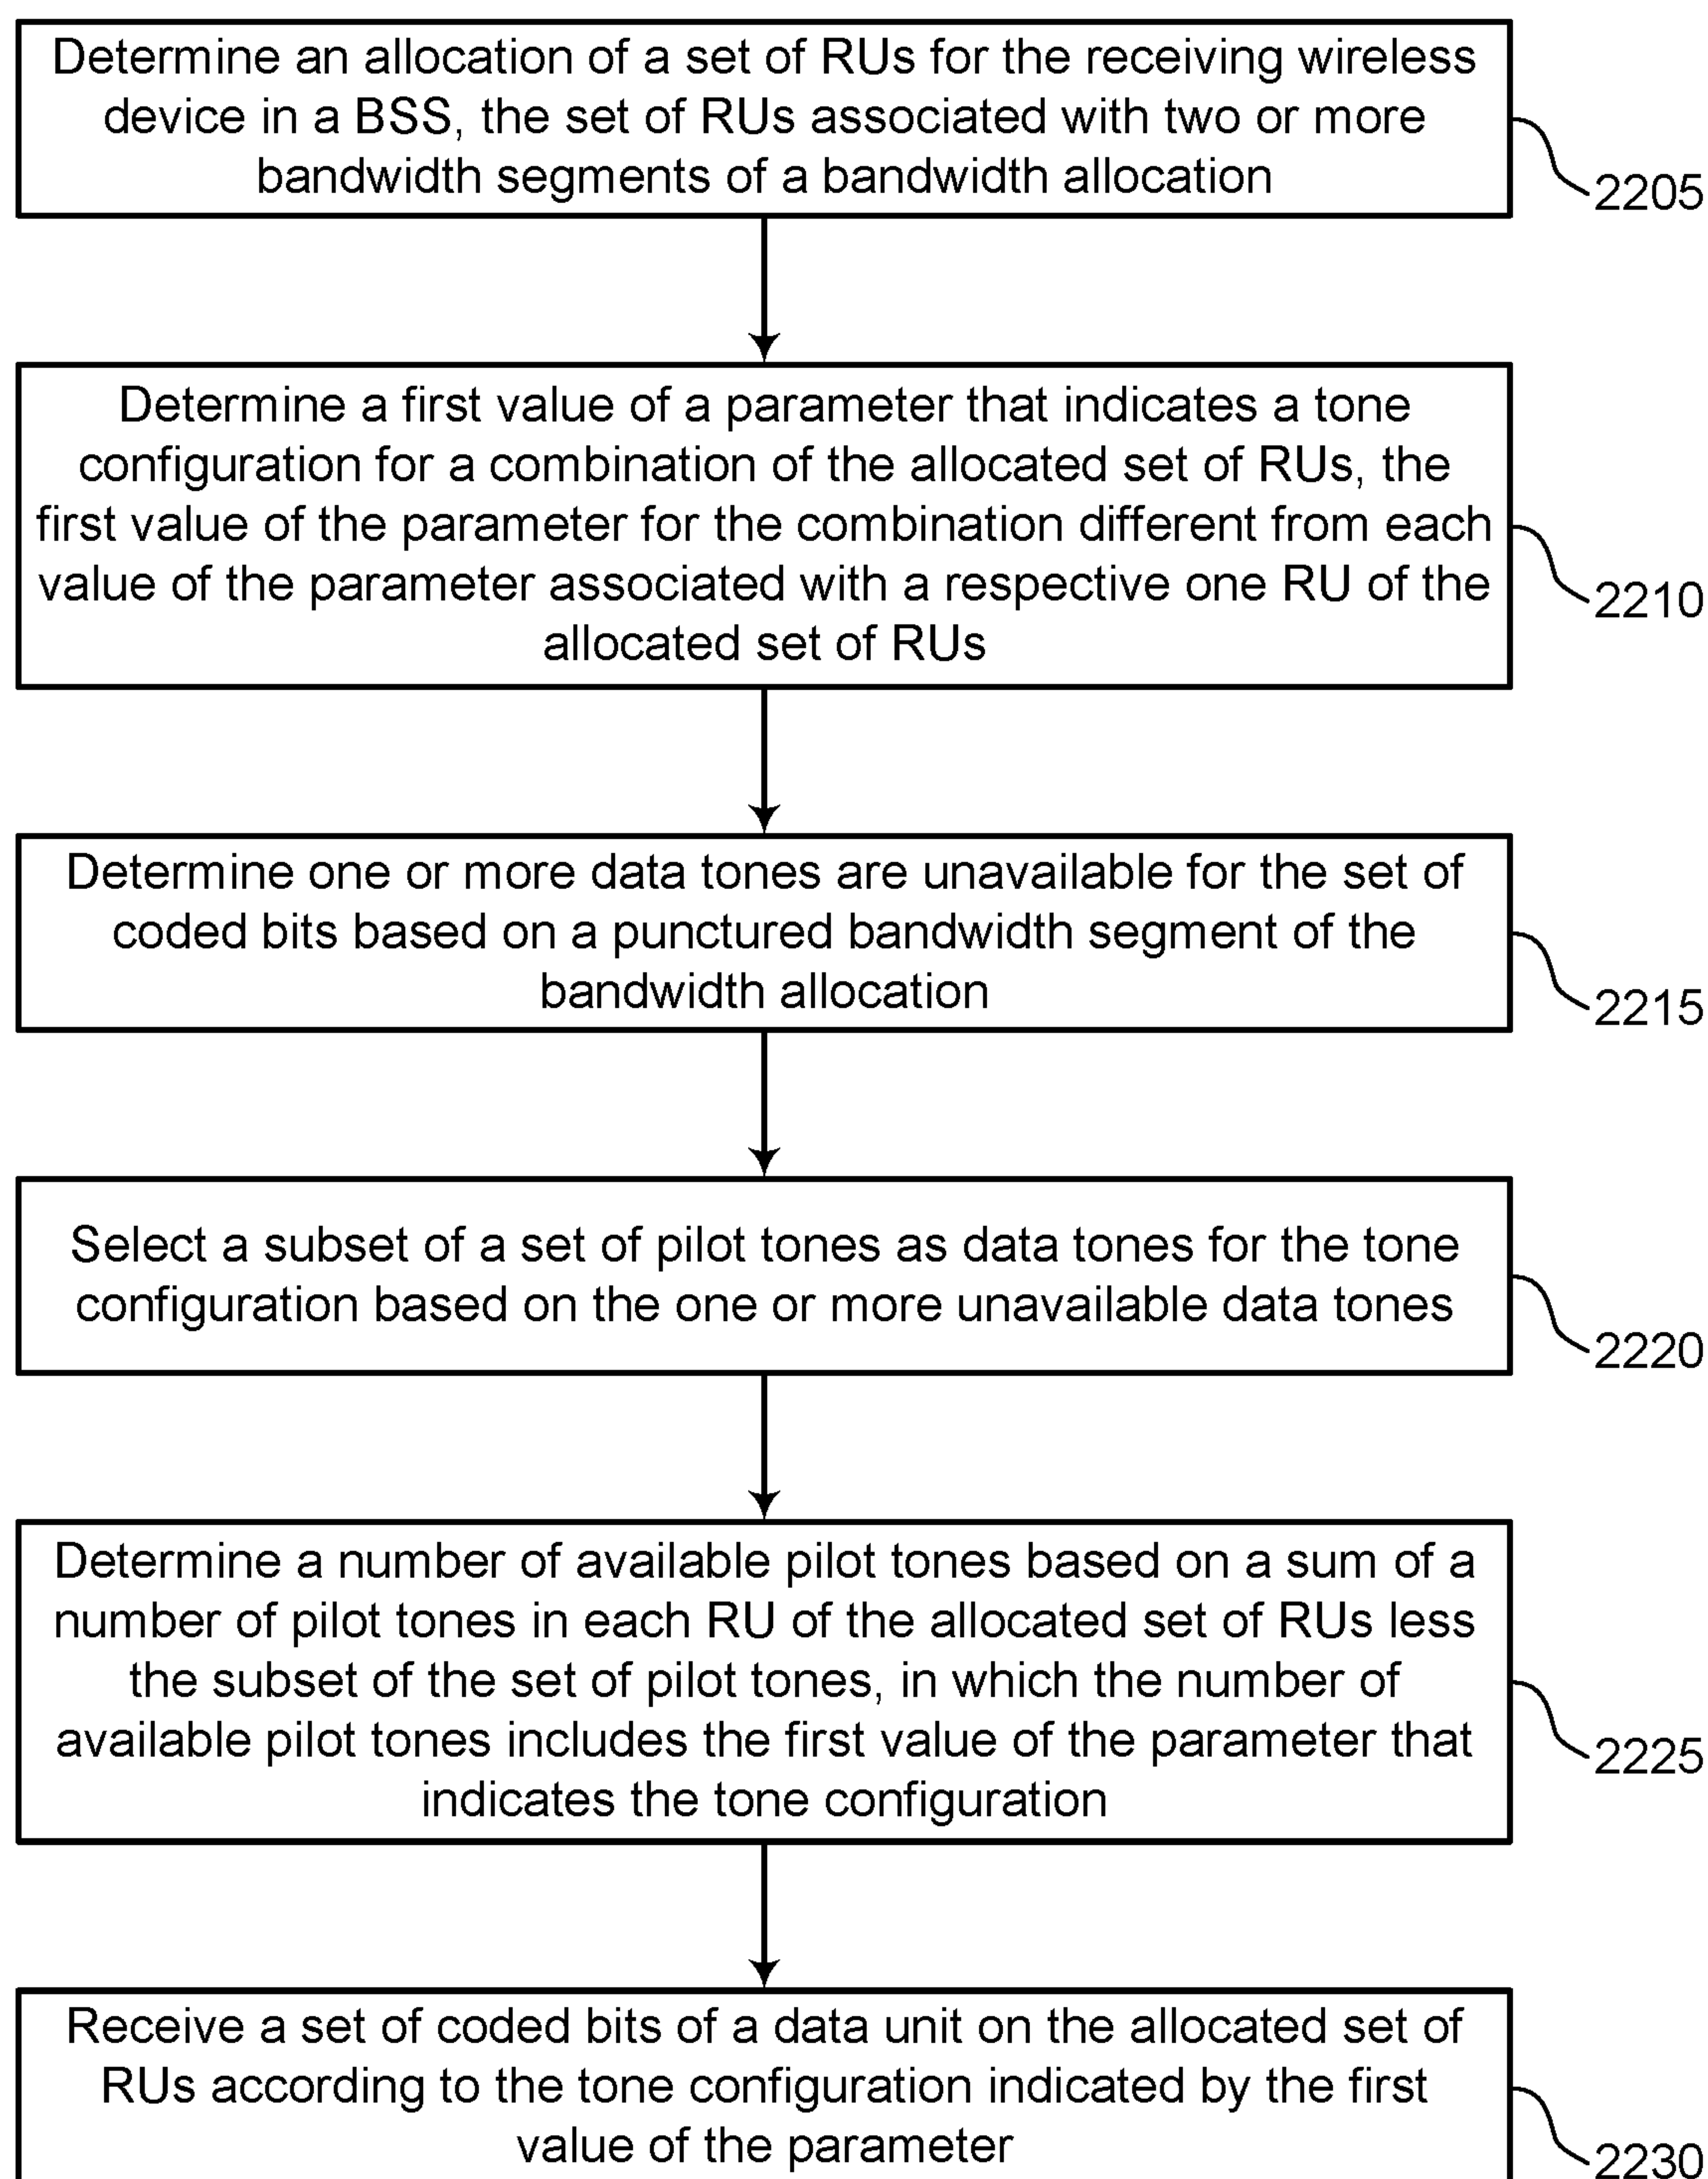 Determine an allocation of a set of RUs for the receiving wireless
device in a BSS, the set of RUs associated with two or more
bandwidth segments of a bandwidth allocation
2205
Determine a first value of a parameter that indicates a tone
configuration for a combination of the allocated set of RUs, the
first value of the parameter for the combination different from each
value of the parameter associated with a respective one RU of the
allocated set of RUs
2210
Determine one or more data tones are unavailable for the set of
coded bits based on a punctured bandwidth segment of the
bandwidth allocation
2215
Select a subset of a set of pilot tones as data tones for the tone
configuration based on the one or more unavailable data tones
2220
Determine a number of available pilot tones based on a sum of a
number of pilot tones in each RU of the allocated set of RUs less
the subset of the set of pilot tones, in which the number of
available pilot tones includes the first value of the parameter that
indicates the tone configuration
2225
Receive a set of coded bits of a data unit on the allocated set of
RUs according to the tone configuration indicated by the first
value of the parameter
2230